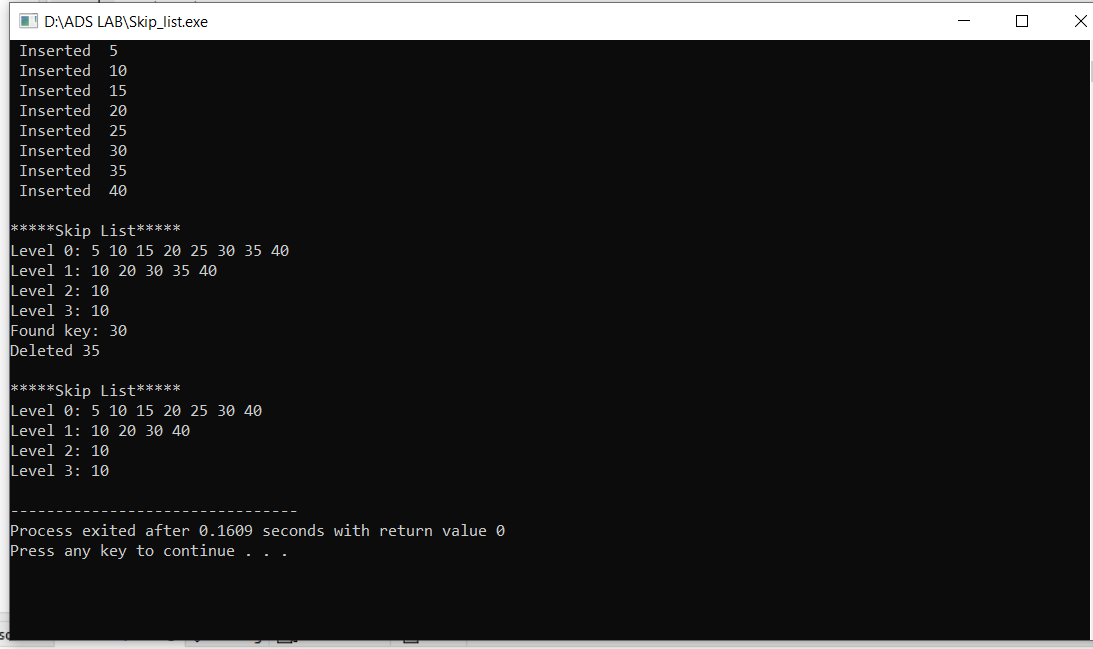 D:\ADS LAB\Skip_list.exe
Inserted  5
Inserted  10
Inserted  15
Inserted  20
Inserted  25
Inserted  30
Inserted  35
Inserted  40
*****Skip List*****
Level 0: 5 10 15 20 25 30 35 40
Level 1: 10 20 30 35 40
Level 2: 10
Level 3: 10
Found key: 30
Deleted 35
*****Skip List*****
Level 0: 5 10 15 20 25 30 40
Level 1: 10 20 30 40
Level 2: 10
Level 3: 10
--------------------------------
Process exited after 0.1609 seconds with return value 0
Press any key to continue . . .